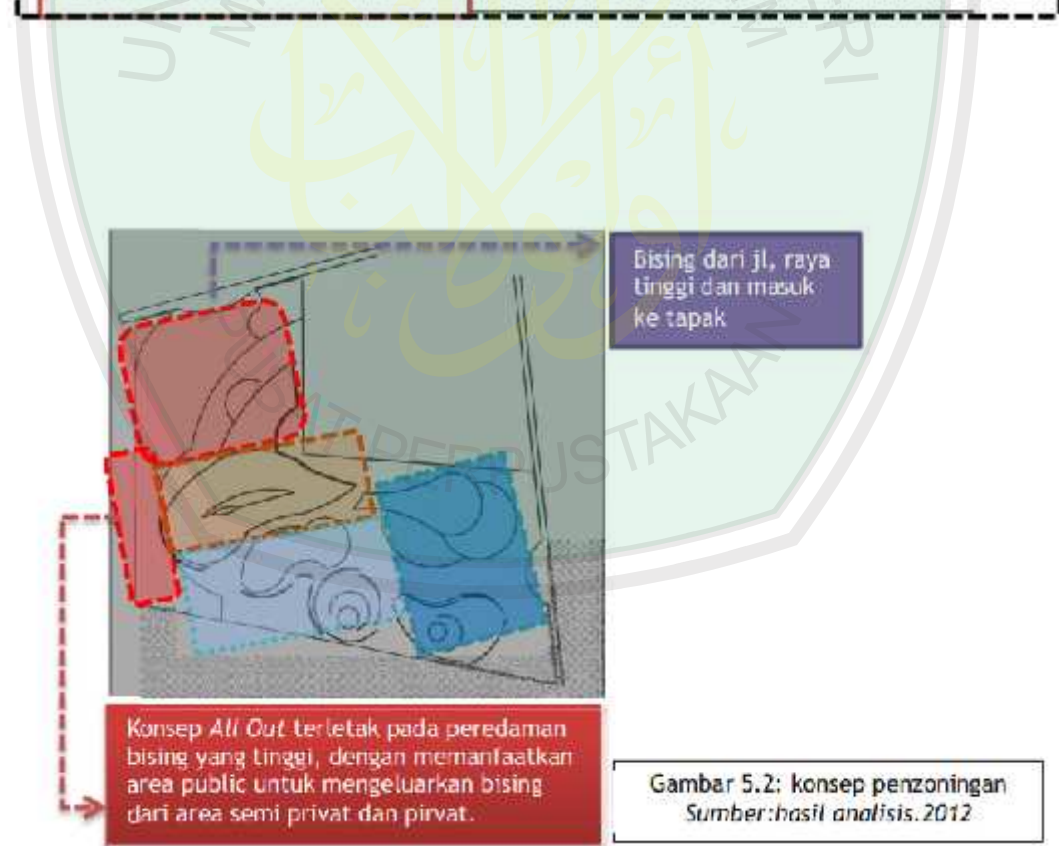 Bising dari jl, raya
tinggi dan masuk
ke tapak
PUSAT PERPUSTAKAAN
Konsep All Out terletak pada peredaman
bising yang tinggi, dengan memanfaatkan
area public untuk mengeluarkan bising
dari area semi privat dan pirvat.
Gambar 5.2: konsep penzoningan
Sumber:hasil analisis.2012